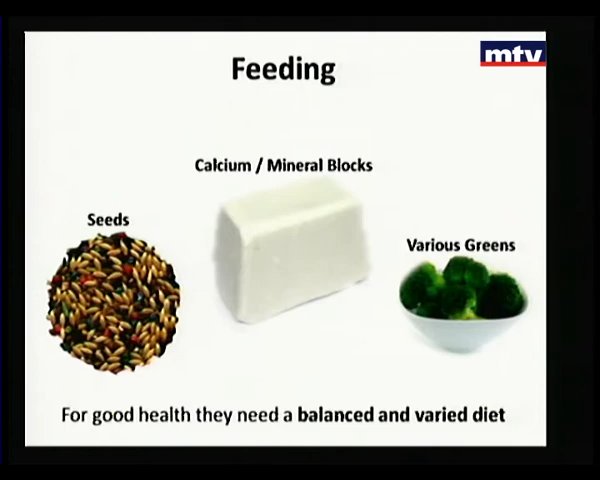 mtv
Feeding
Calcium / Mineral Blocks
Seeds
Various Greens
For good health they need a balanced and varied diet